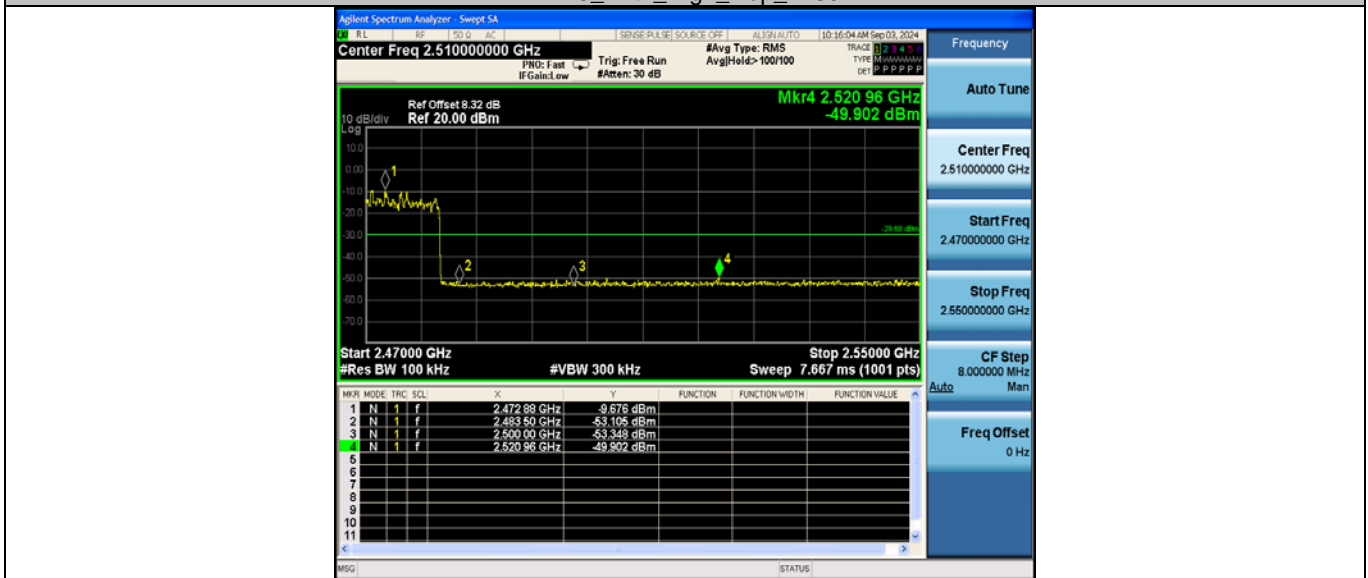 Agilent Spectrum Analyzer - Swept SA
RL RF 50 Ω AC SENSE:PULSE SOURCE OFF ALIGN AUTO 10:16:04 AM Sep 03, 2024
Center Freq 2.510000000 GHz
PNO: Fast
IFGain:Low
Trig: Free Run
#Atten: 30 dB
#Avg Type: RMS
Avg|Hold:> 100/100
TRACE 1 2 3 4 5 6
TYPE M
DET P P P P P P
Frequency
Auto Tune
Center Freq
2.510000000 GHz
Start Freq
2.470000000 GHz
Stop Freq
2.550000000 GHz
CF Step
8.000000 MHz
Auto Man
Freq Offset
0 Hz
Mkr4 2.520 96 GHz
-49.902 dBm
Ref Offset 8.32 dB
10 dB/div Ref 20.00 dBm
Log
10.0
0.00
-10.0
-20.0
-30.0
-40.0
-50.0
-60.0
-70.0
1
2
3
4
-29.68 dBm
Start 2.47000 GHz Stop 2.55000 GHz
#Res BW 100 kHz #VBW 300 kHz Sweep 7.667 ms (1001 pts)
MKR MODE TRC SCL X Y FUNCTION FUNCTION WIDTH FUNCTION VALUE
1 N 1 f 2.472 88 GHz -9.676 dBm
2 N 1 f 2.483 50 GHz -53.105 dBm
3 N 1 f 2.500 00 GHz -53.348 dBm
4 N 1 f 2.520 96 GHz -49.902 dBm
5
6
7
8
9
10
11
MSG STATUS